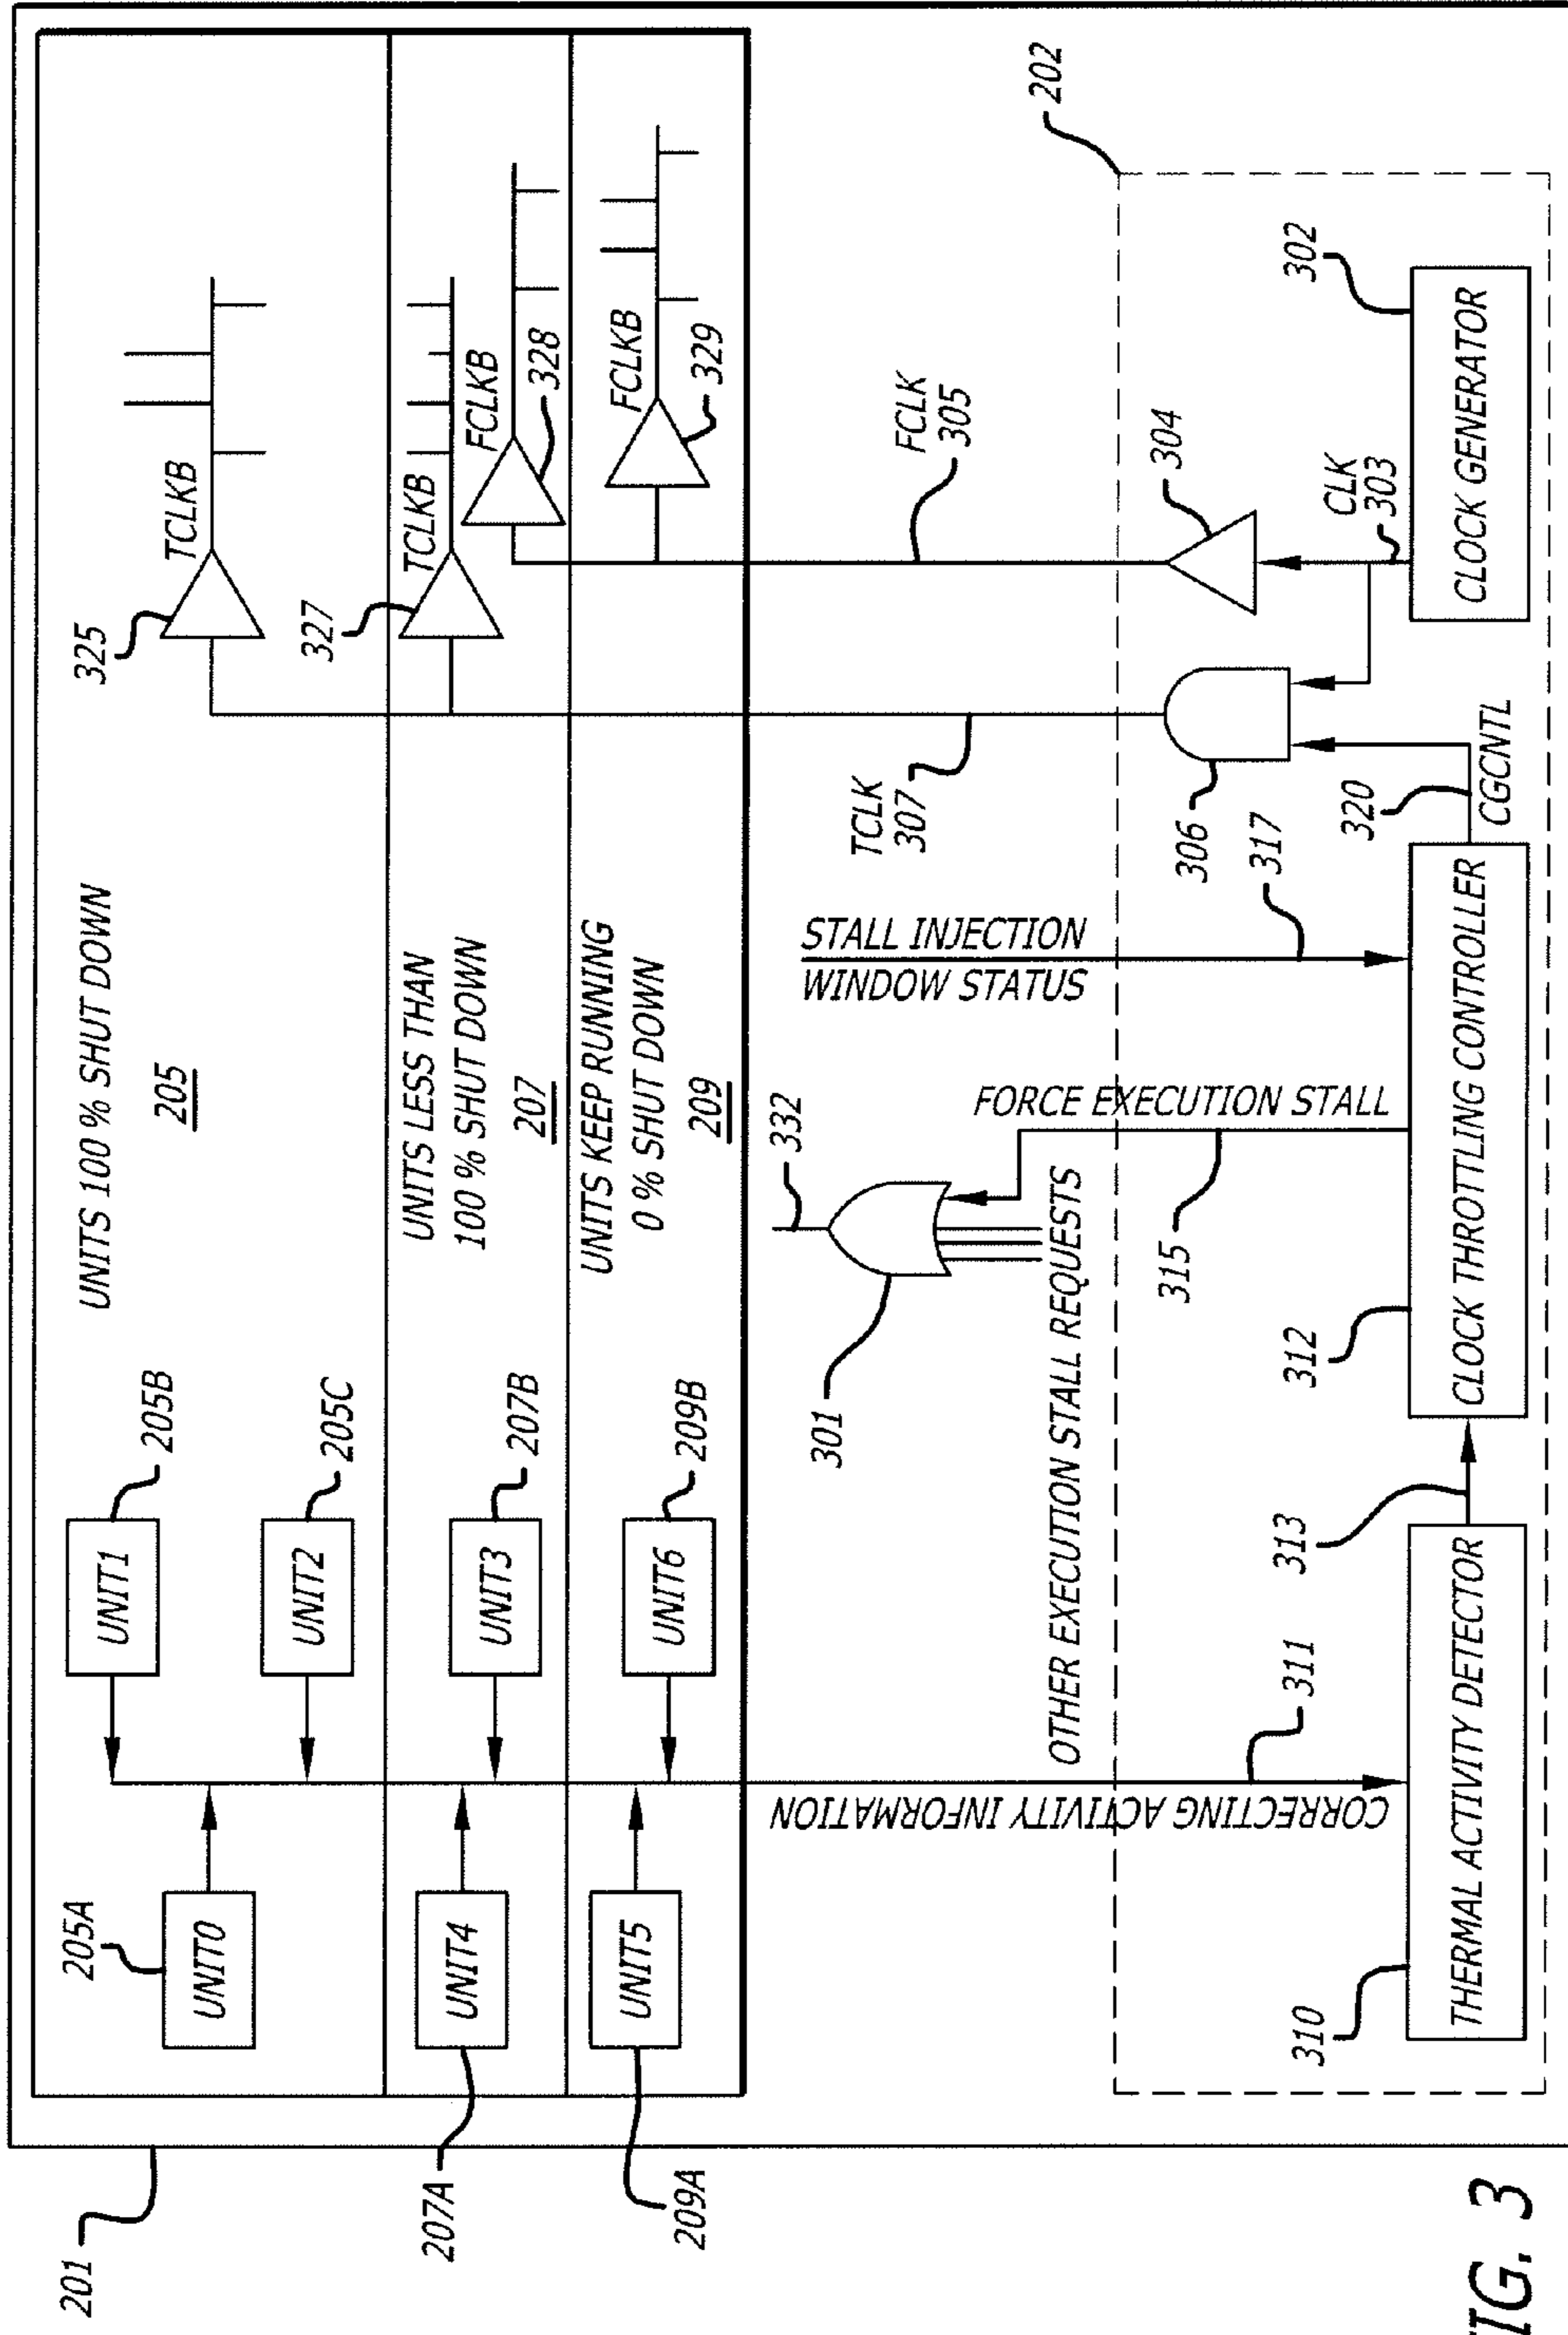 201
205A
UNIT0
UNIT1
205B
UNIT2
205C
UNITS 100 % SHUT DOWN
205
325
TCLKB
207A
UNIT4
UNIT3
207B
UNITS LESS THAN
100 % SHUT DOWN
207
327
TCLKB
FCLKB
328
209A
UNIT5
UNIT6
209B
UNITS KEEP RUNNING
0 % SHUT DOWN
209
FCLKB
329
CORRECTING ACTIVITY INFORMATION
311
301
332
OTHER EXECUTION STALL REQUESTS
FORCE EXECUTION STALL
315
STALL INJECTION
WINDOW STATUS
317
TCLK
307
FCLK
305
202
306
304
CLK
303
302
CLOCK GENERATOR
310
THERMAL ACTIVITY DETECTOR
313
312
CLOCK THROTTLING CONTROLLER
320
CGCNTL
IG. 3